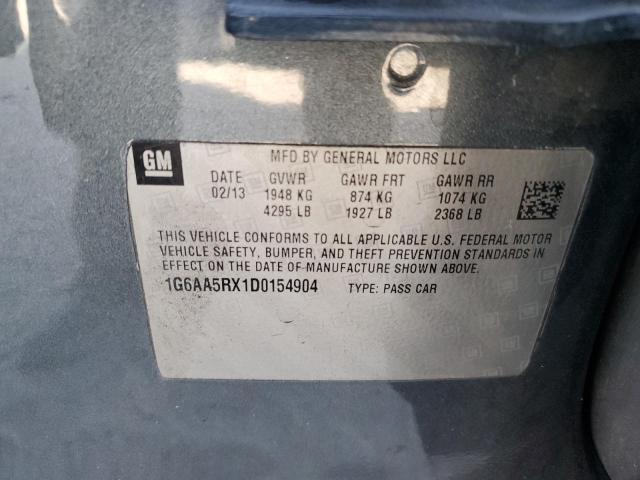 GM
MFD BY GENERAL MOTORS LLC
DATE GVWR GAWR FRT GAWR RR
02/13 1948 KG 874 KG 1074 KG
4295 LB 1927 LB 2368 LB
THIS VEHICLE CONFORMS TO ALL APPLICABLE U.S. FEDERAL MOTOR
VEHICLE SAFETY, BUMPER, AND THEFT PREVENTION STANDARDS IN
EFFECT ON THE DATE OF MANUFACTURE SHOWN ABOVE.
1G6AA5RX1D0154904 TYPE: PASS CAR